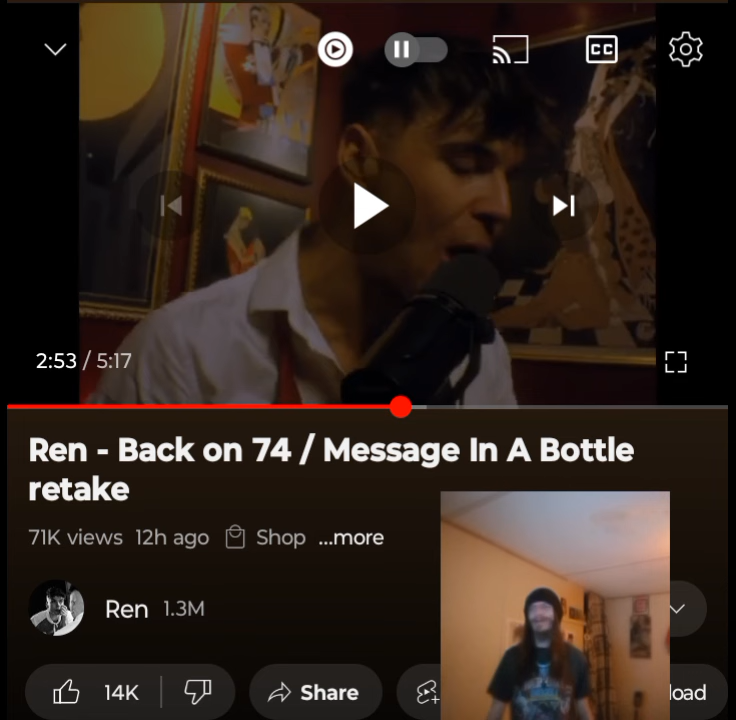 CC
2:53 / 5:17
Ren - Back on 74 / Message In A Bottle
retake
71K views 12h ago Shop ...more
Ren 1.3M
14K Share load